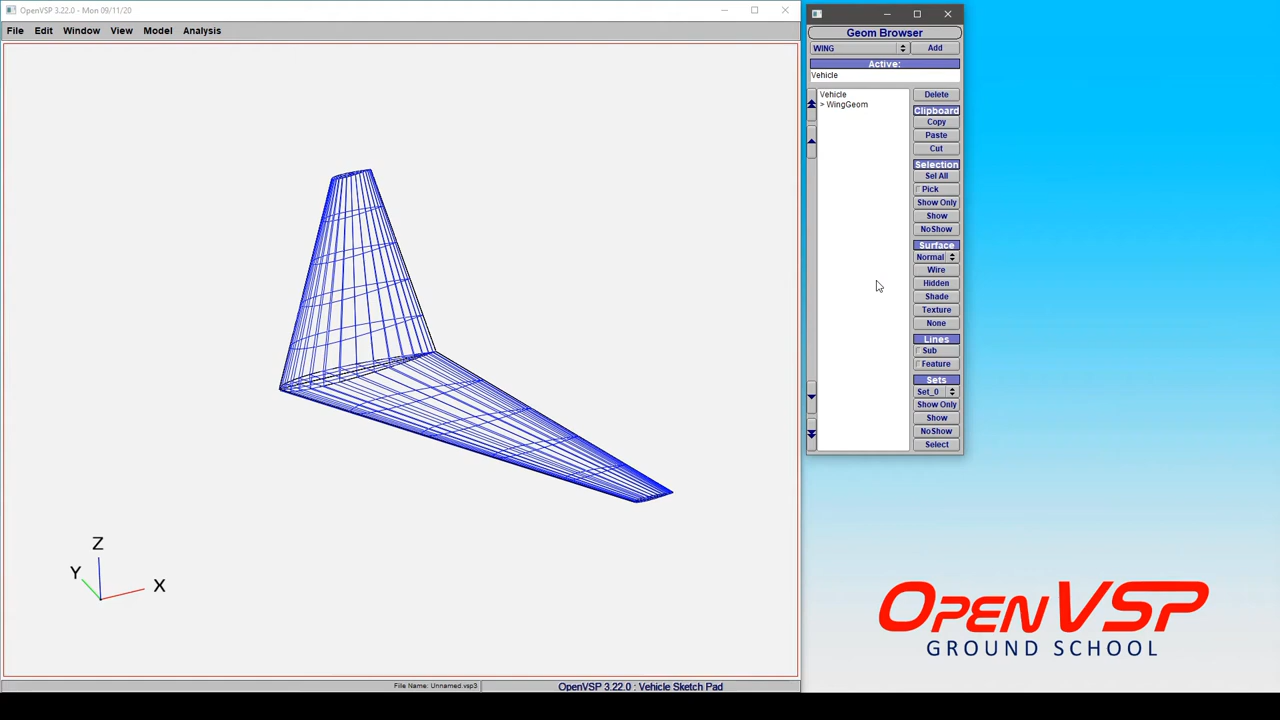 OpenVSP 3.22.0 - Mon 09/11/20
File Edit Window View Model Analysis
Z
Y
X
File Name: Unnamed.vsp3
OpenVSP 3.22.0 : Vehicle Sketch Pad
Geom Browser
WING
Add
Active:
Vehicle
Vehicle
> WingGeom
Delete
Clipboard
Copy
Paste
Cut
Selection
Sel All
Pick
Show Only
Show
NoShow
Surface
Normal
Wire
Hidden
Shade
Texture
None
Lines
Sub
Feature
Sets
Set_0
Show Only
Show
NoShow
Select
OpenVSP
GROUND SCHOOL